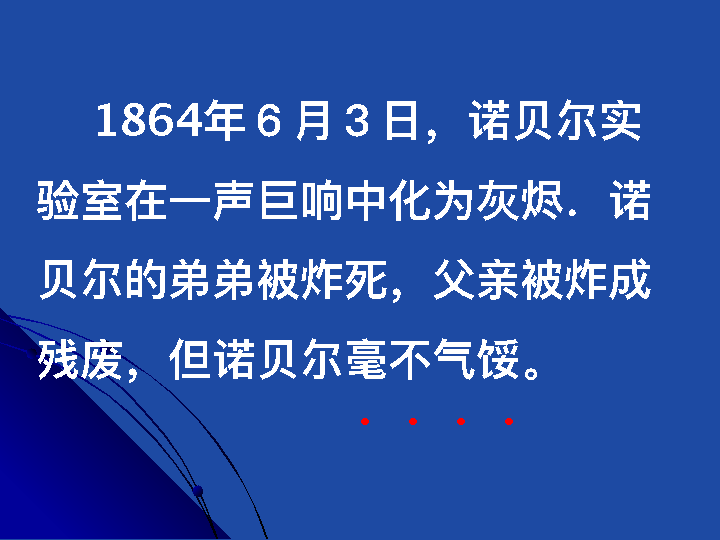 1864年６月３日，诺贝尔实
验室在一声巨响中化为灰烬．诺
贝尔的弟弟被炸死，父亲被炸成
残废，但诺贝尔毫不气馁。